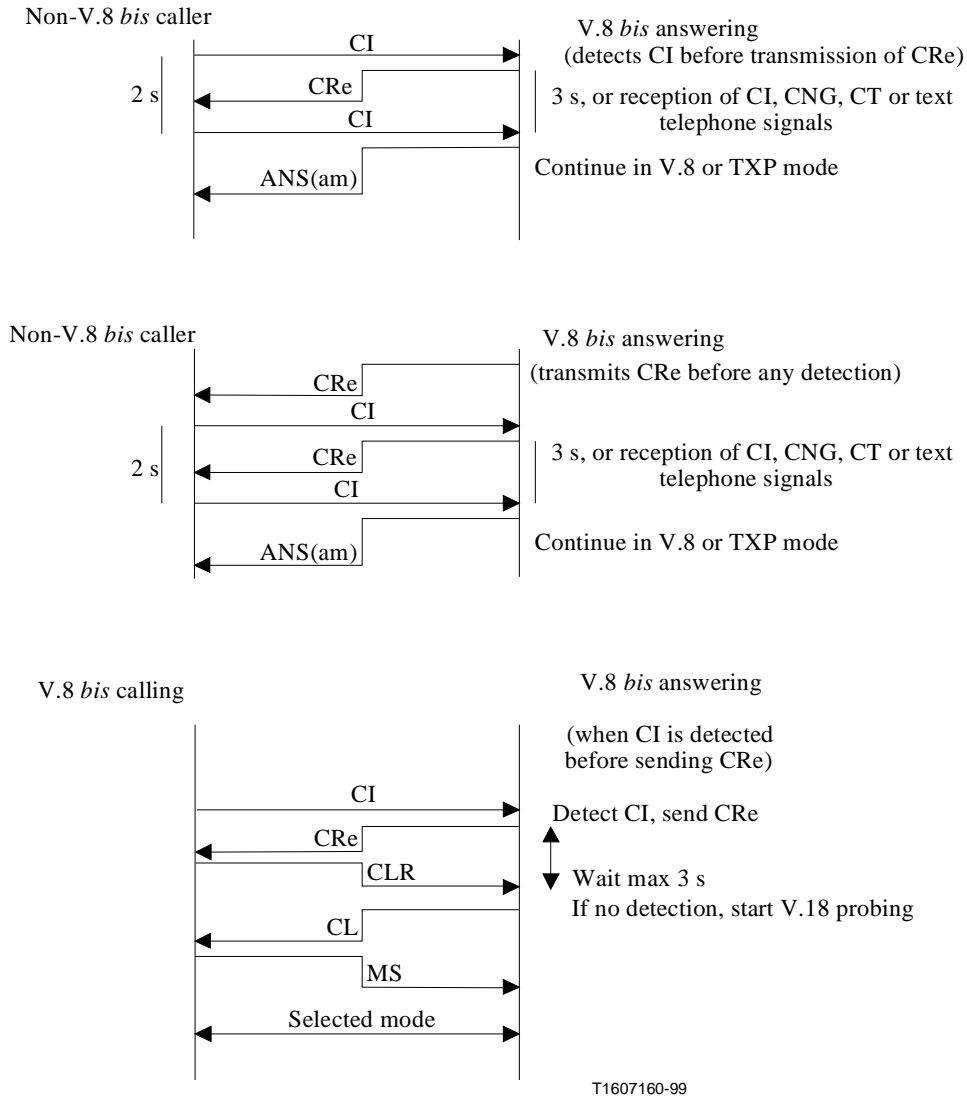 Non-V.8 bis caller
V.8 bis answering
(detects CI before transmission of CRe)
CI
2 s
CRe
3 s, or reception of CI, CNG, CT or text
telephone signals
CI
ANS(am)
Continue in V.8 or TXP mode
Non-V.8 bis caller
V.8 bis answering
(transmits CRe before any detection)
CRe
CI
2 s
CRe
3 s, or reception of CI, CNG, CT or text
telephone signals
CI
ANS(am)
Continue in V.8 or TXP mode
V.8 bis calling
V.8 bis answering
(when CI is detected
before sending CRe)
CI
Detect CI, send CRe
CRe
CLR
Wait max 3 s
If no detection, start V.18 probing
CL
MS
Selected mode
T1607160-99